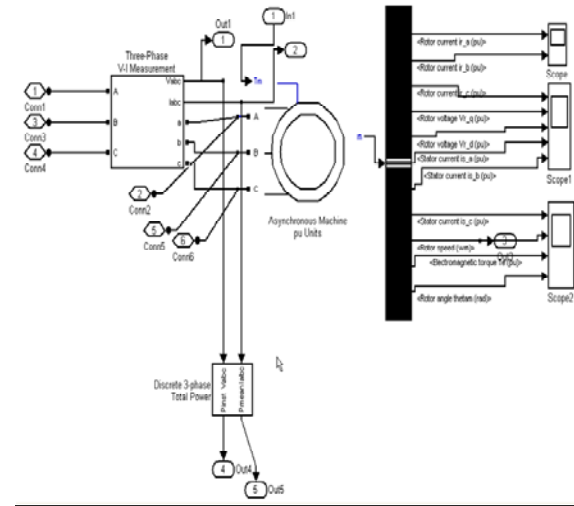 Out1
1
1
In1
2
Three-Phase
V-I Measurement
Vabc
Iabc
Tm
1
Conn1
A
3
Conn3
B
4
Conn4
C
a
b
c
A
B
C
m
2
Conn2
5
Conn5
6
Conn6
Asynchronous Machine
pu Units
<Rotor current ir_a (pu)>
<Rotor current ir_b (pu)>
<Rotor current ir_c (pu)>
<Rotor voltage Vr_q (pu)>
<Rotor voltage Vr_d (pu)>
<Stator current is_a (pu)>
<Stator current is_b (pu)>
<Stator current is_c (pu)>
<Rotor speed (wm)>
3
<Electromagnetic torque Te (pu)>
<Rotor angle thetam (rad)>
Scope
Scope1
Scope2
Discrete 3-phase
Total Power
Vabc
Iabc
Pinst
Pmean
4
Out4
5
Out5